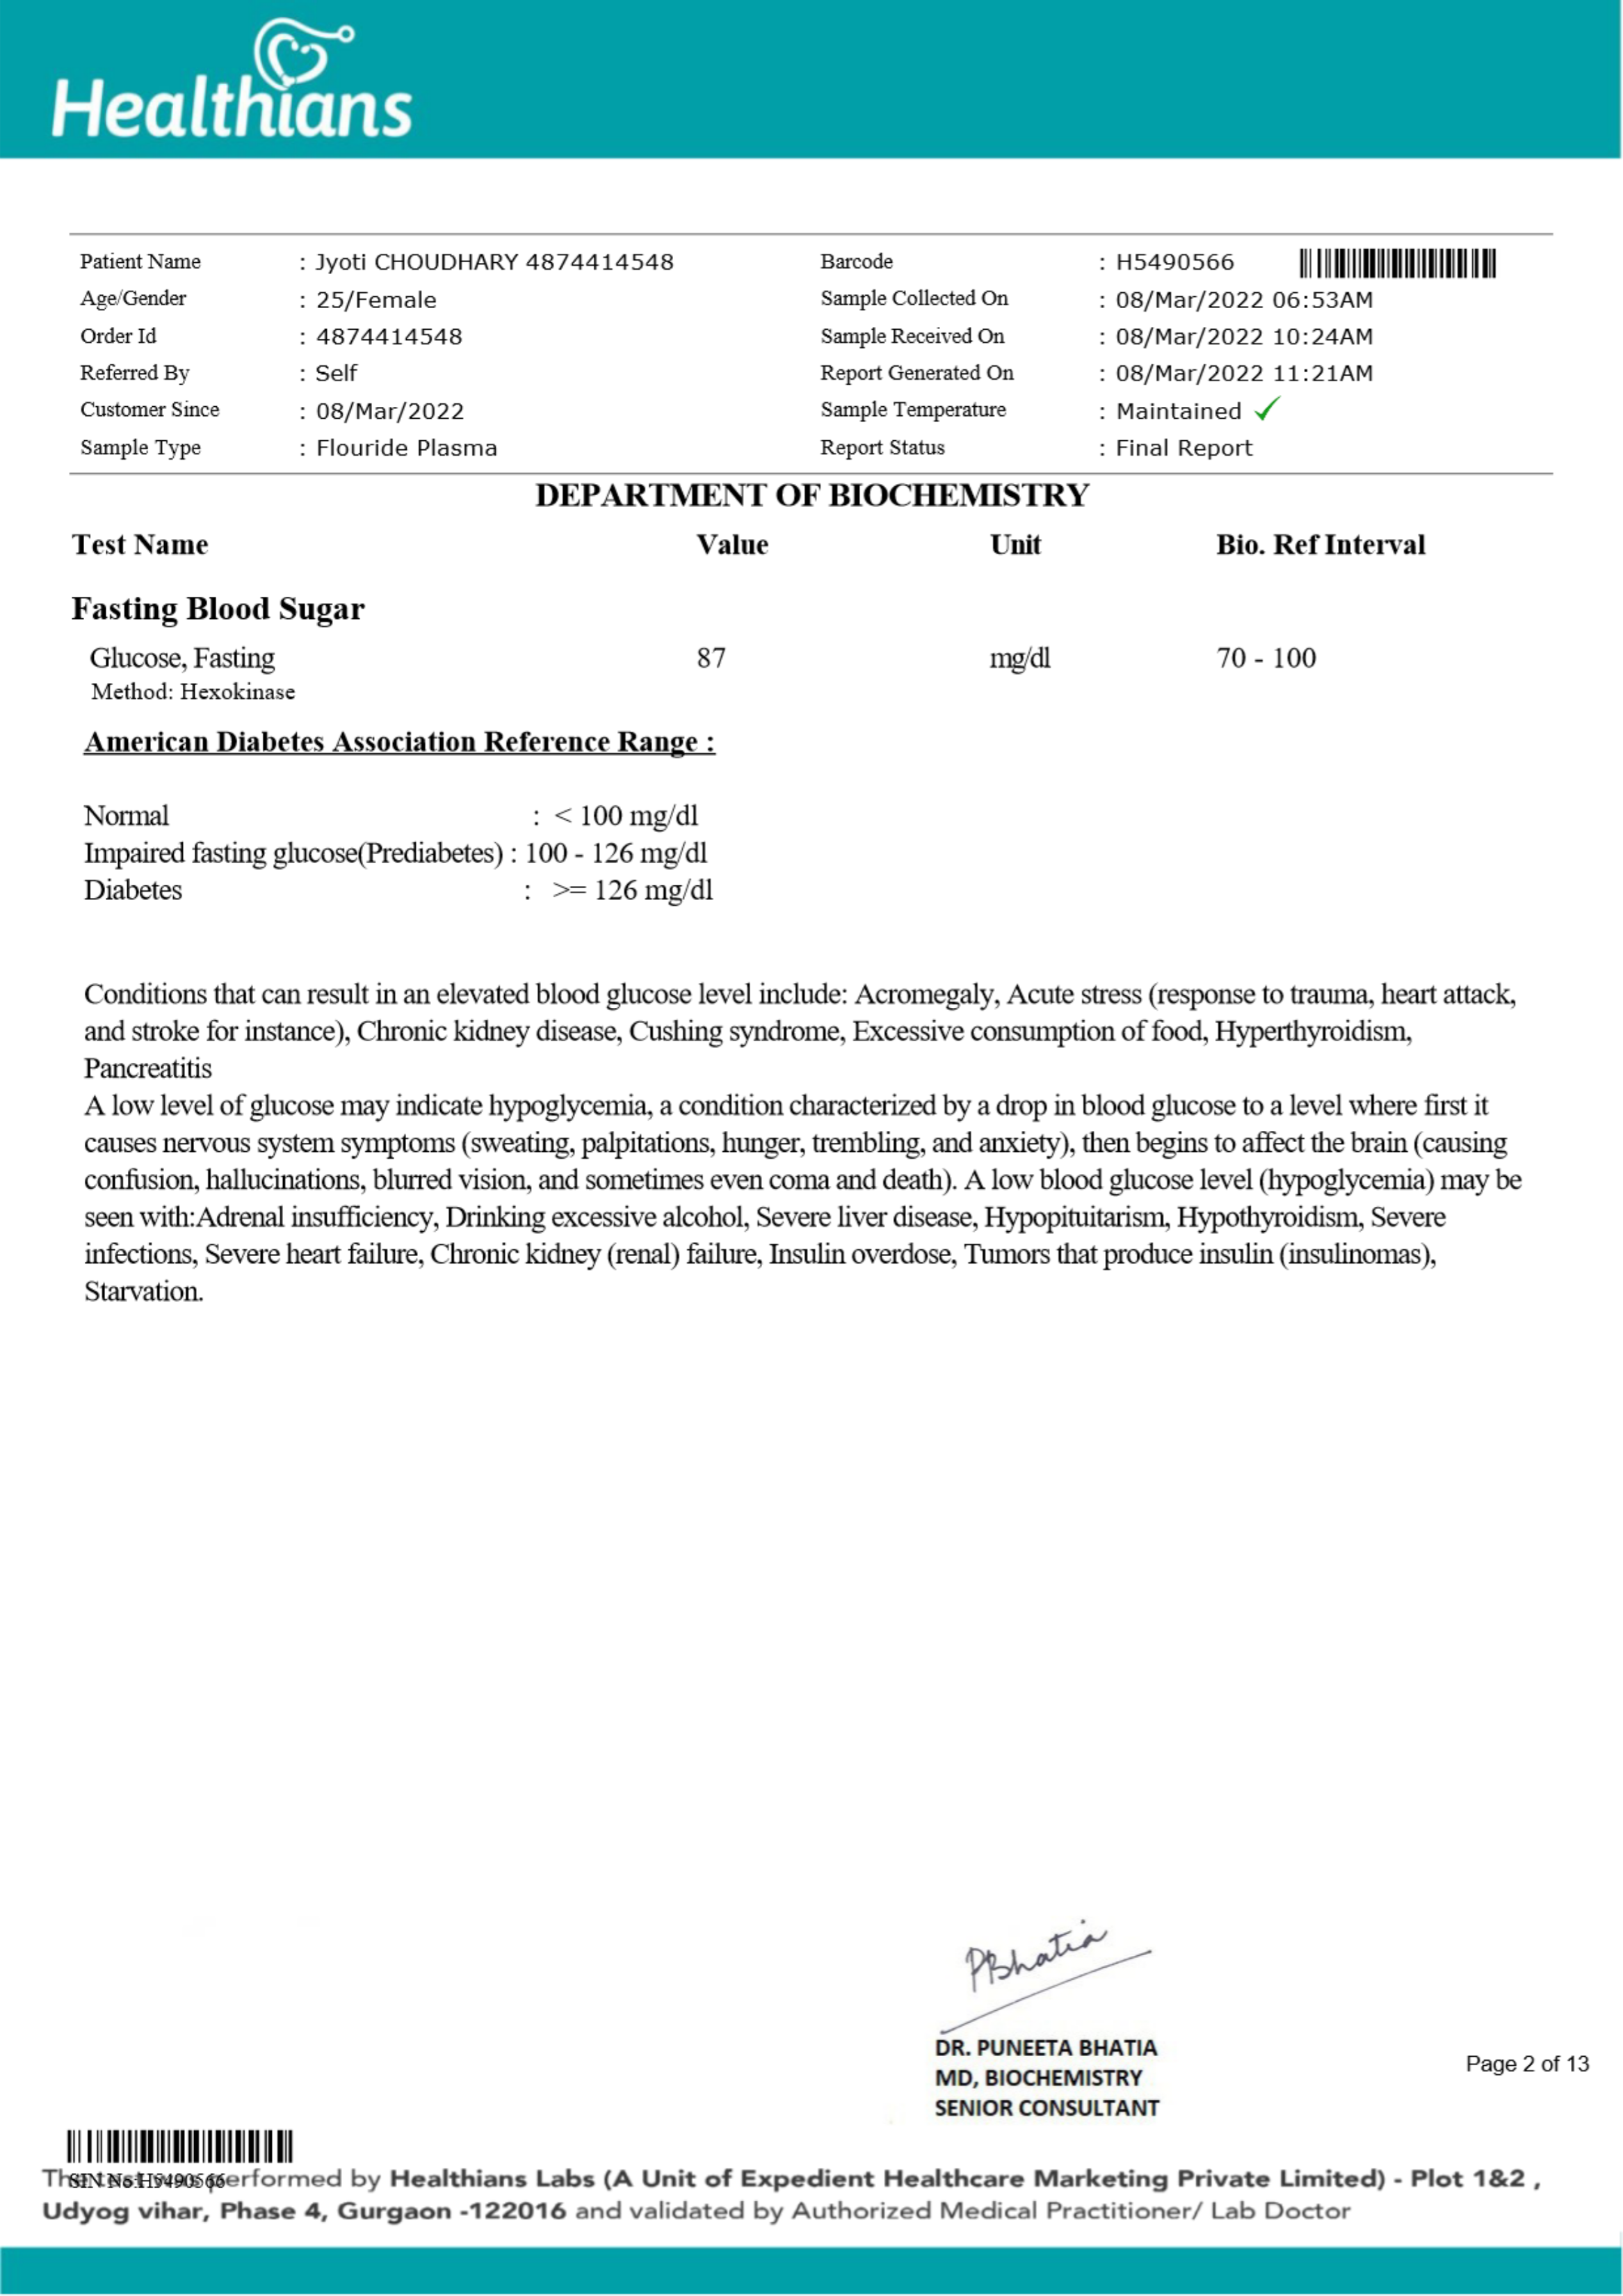 Healthians
Patient Name : Jyoti CHOUDHARY 4874414548 Barcode : H5490566
Age/Gender : 25/Female Sample Collected On : 08/Mar/2022 06:53AM
Order Id : 4874414548 Sample Received On : 08/Mar/2022 10:24AM
Referred By : Self Report Generated On : 08/Mar/2022 11:21AM
Customer Since : 08/Mar/2022 Sample Temperature : Maintained ✓
Sample Type : Flouride Plasma Report Status : Final Report
DEPARTMENT OF BIOCHEMISTRY
Test Name Value Unit Bio. Ref Interval
Fasting Blood Sugar
Glucose, Fasting 87 mg/dl 70 - 100
Method: Hexokinase
American Diabetes Association Reference Range :
Normal : < 100 mg/dl
Impaired fasting glucose(Prediabetes) : 100 - 126 mg/dl
Diabetes : >= 126 mg/dl
Conditions that can result in an elevated blood glucose level include: Acromegaly, Acute stress (response to trauma, heart attack,
and stroke for instance), Chronic kidney disease, Cushing syndrome, Excessive consumption of food, Hyperthyroidism,
Pancreatitis
A low level of glucose may indicate hypoglycemia, a condition characterized by a drop in blood glucose to a level where first it
causes nervous system symptoms (sweating, palpitations, hunger, trembling, and anxiety), then begins to affect the brain (causing
confusion, hallucinations, blurred vision, and sometimes even coma and death). A low blood glucose level (hypoglycemia) may be
seen with:Adrenal insufficiency, Drinking excessive alcohol, Severe liver disease, Hypopituitarism, Hypothyroidism, Severe
infections, Severe heart failure, Chronic kidney (renal) failure, Insulin overdose, Tumors that produce insulin (insulinomas),
Starvation.
PBhatia
DR. PUNEETA BHATIA
MD, BIOCHEMISTRY
SENIOR CONSULTANT
Page 2 of 13
SIN No:H5490566
performed by Healthians Labs (A Unit of Expedient Healthcare Marketing Private Limited) - Plot 1&2 ,
Udyog vihar, Phase 4, Gurgaon -122016 and validated by Authorized Medical Practitioner/ Lab Doctor